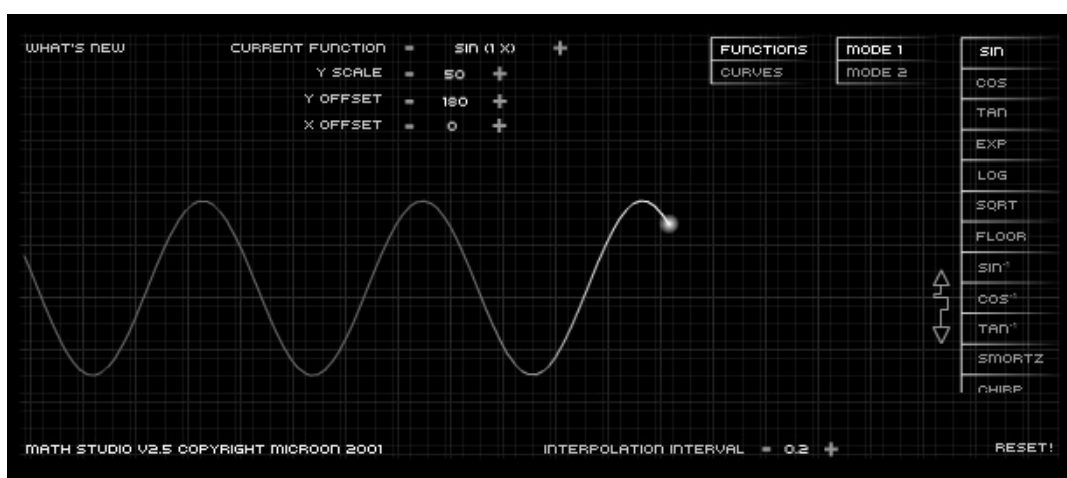 WHAT'S NEW
CURRENT FUNCTION - SIN (1 X) +
Y SCALE - 50 +
Y OFFSET - 180 +
X OFFSET - 0 +
FUNCTIONS
CURVES
MODE 1
MODE 2
SIN
COS
TAN
EXP
LOG
SQRT
FLOOR
SIN⁻¹
COS⁻¹
TAN⁻¹
SMORTZ
CHIRP
MATH STUDIO V2.5 COPYRIGHT MICROON 2001
INTERPOLATION INTERVAL - 0.2 +
RESET!